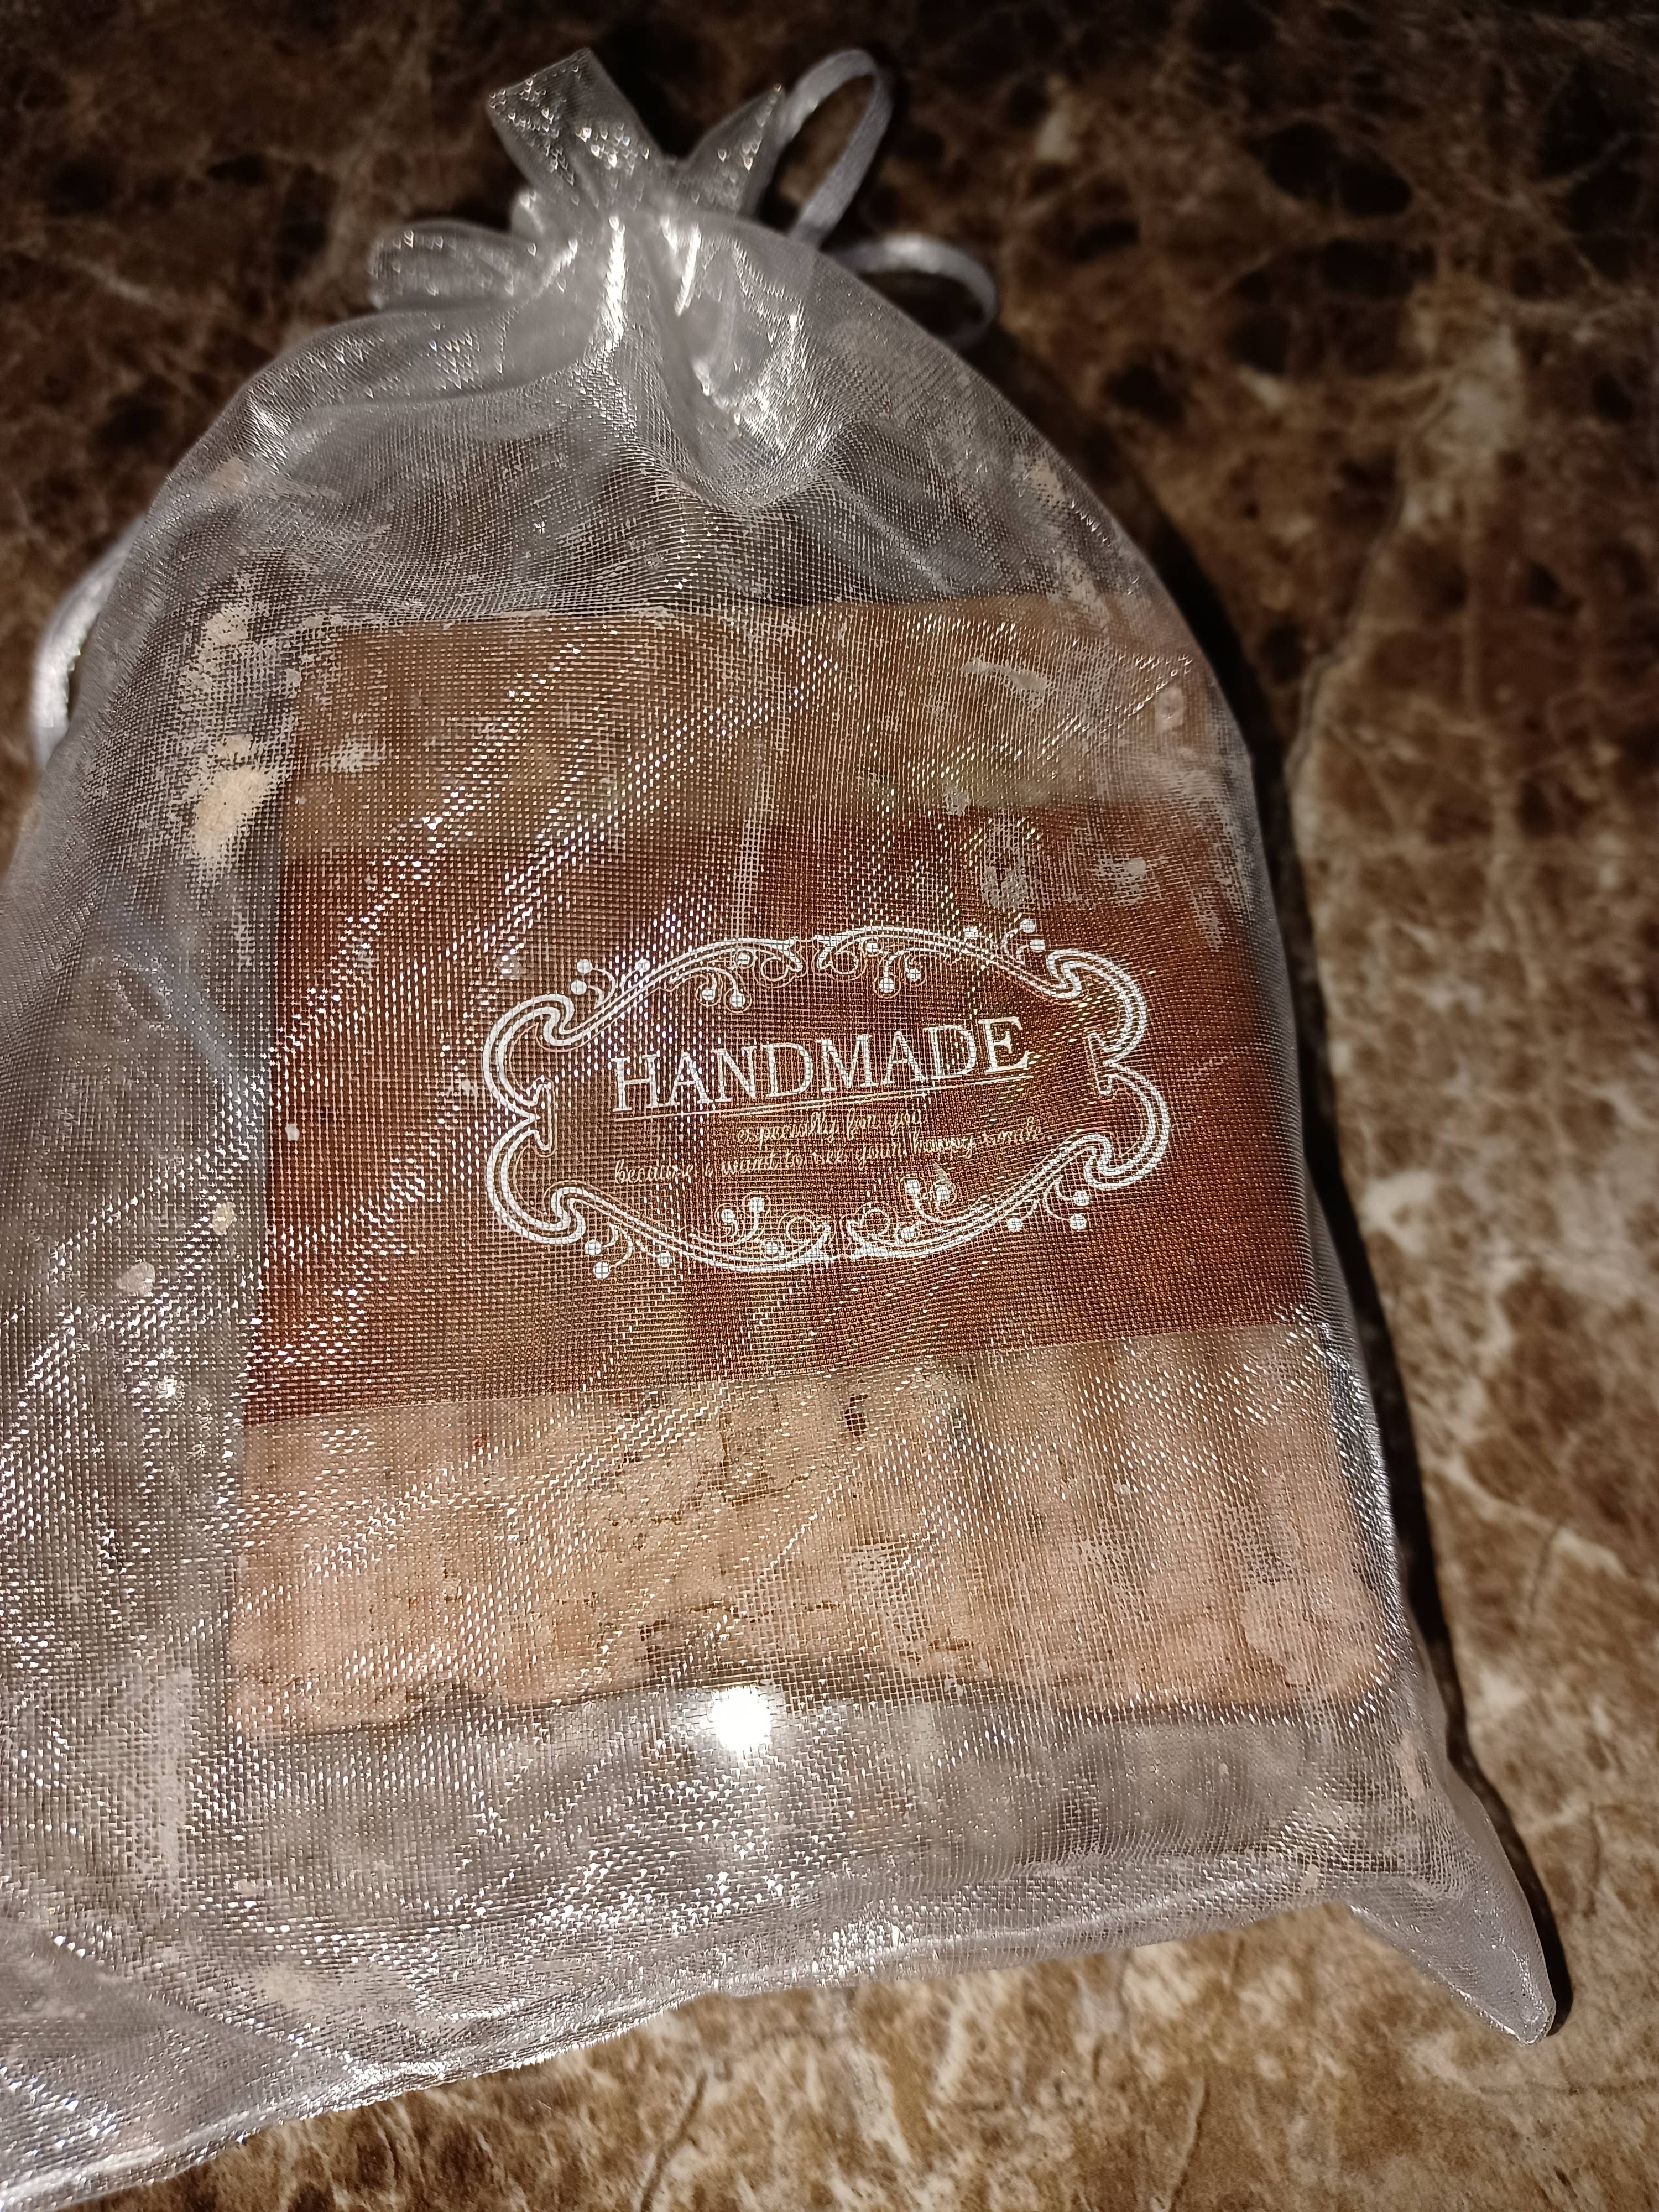 HANDMADE
especially for you
because i want to see your happy smile